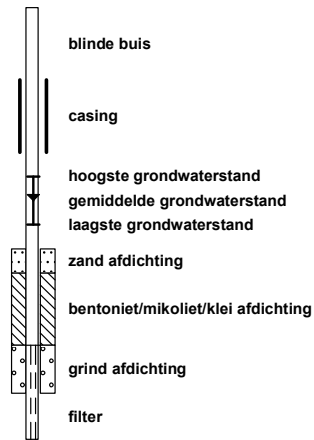 blinde buis
casing
hoogste grondwaterstand
gemiddelde grondwaterstand
laagste grondwaterstand
zand afdichting
bentoniet/mikoliet/klei afdichting
grind afdichting
filter